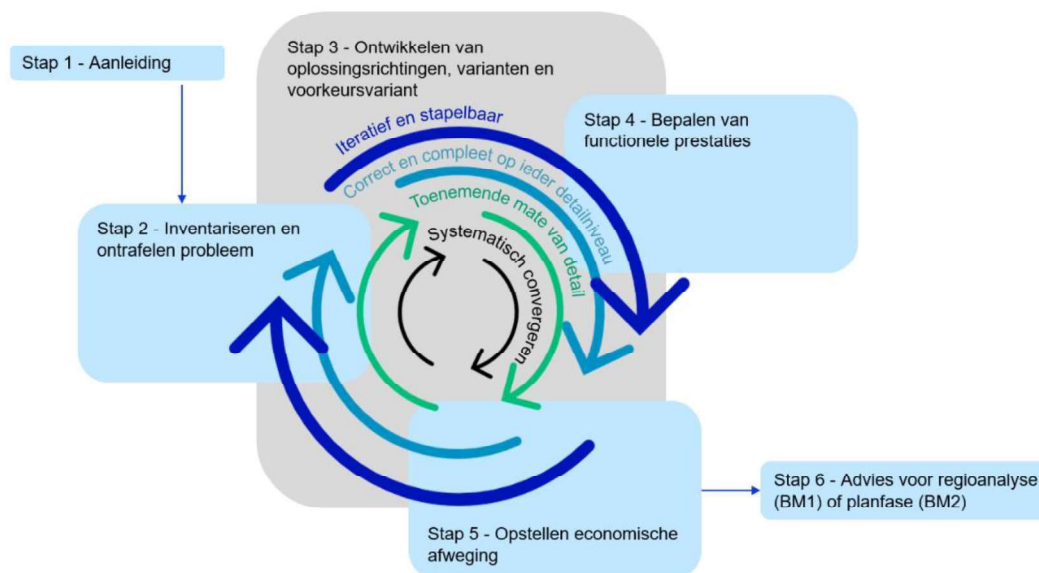 Stap 1 - Aanleiding
Stap 2 - Inventariseren en
ontrafelen probleem
Stap 3 - Ontwikkelen van
oplossingsrichtingen, varianten en
voorkeursvariant
Iteratief en stapelbaar
Correct en compleet op ieder detailniveau
Toenemende mate van detail
Systematisch convergeren
Stap 4 - Bepalen van
functionele prestaties
Stap 5 - Opstellen economische
afweging
Stap 6 - Advies voor regioanalyse
(BM1) of planfase (BM2)